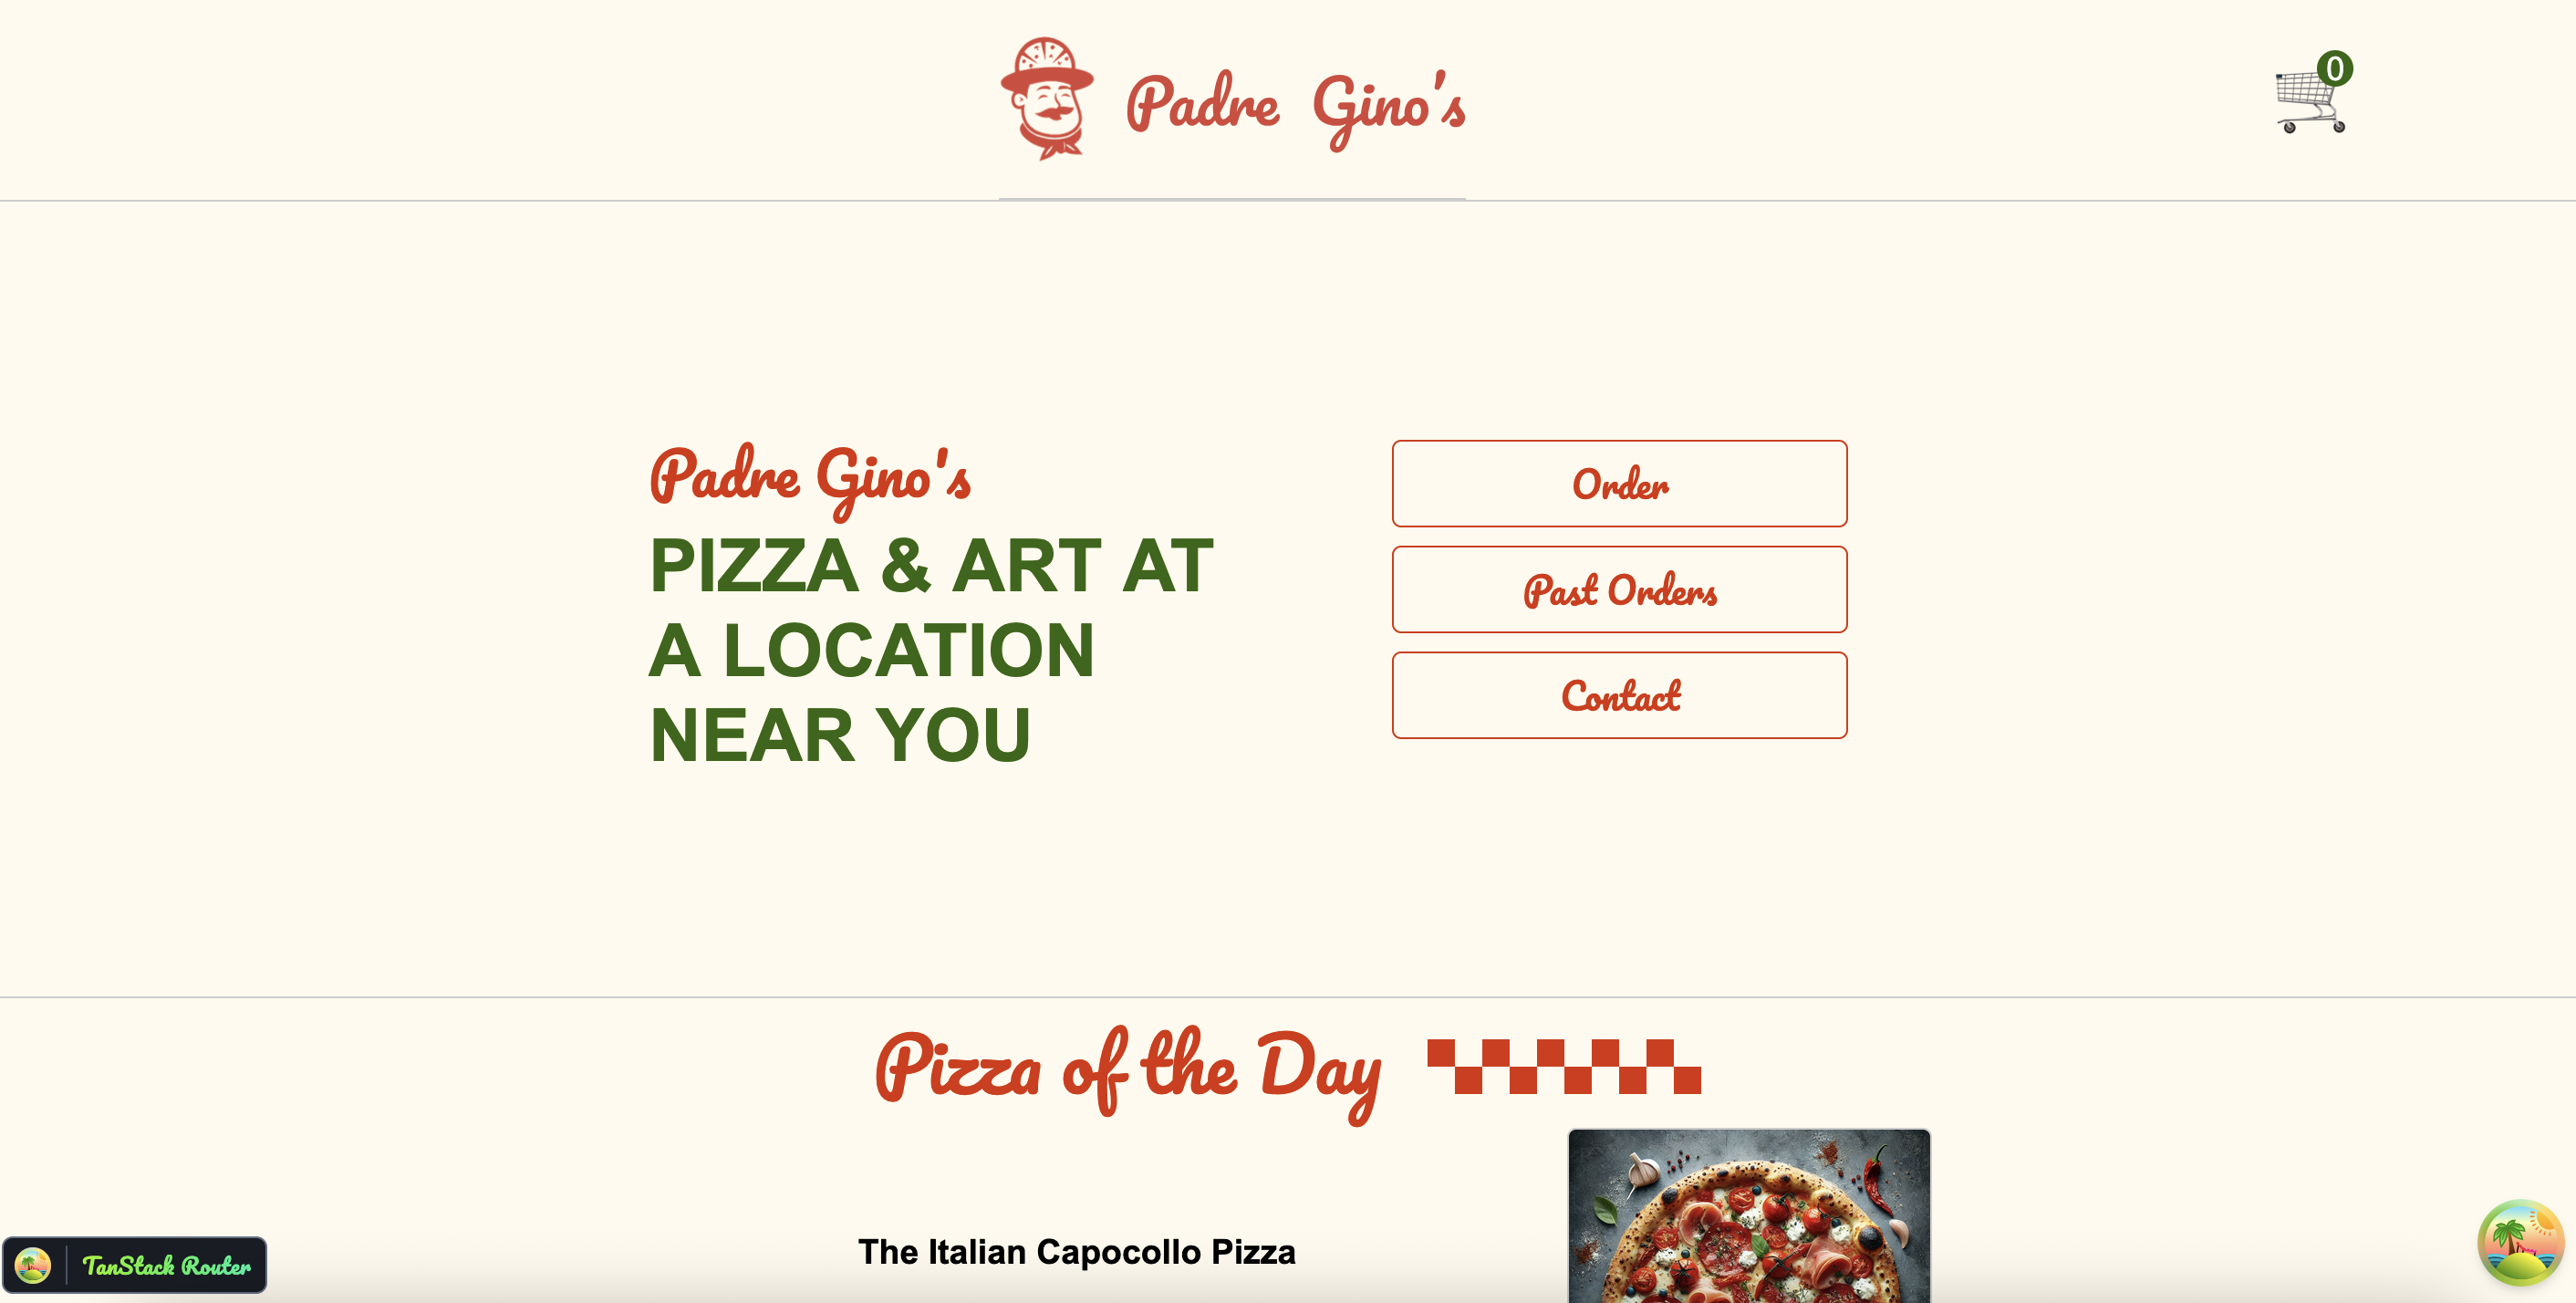 Padre Gino's
0
Padre Gino's
PIZZA & ART AT
A LOCATION
NEAR YOU
Order
Past Orders
Contact
Pizza of the Day
The Italian Capocollo Pizza
TanStack Router